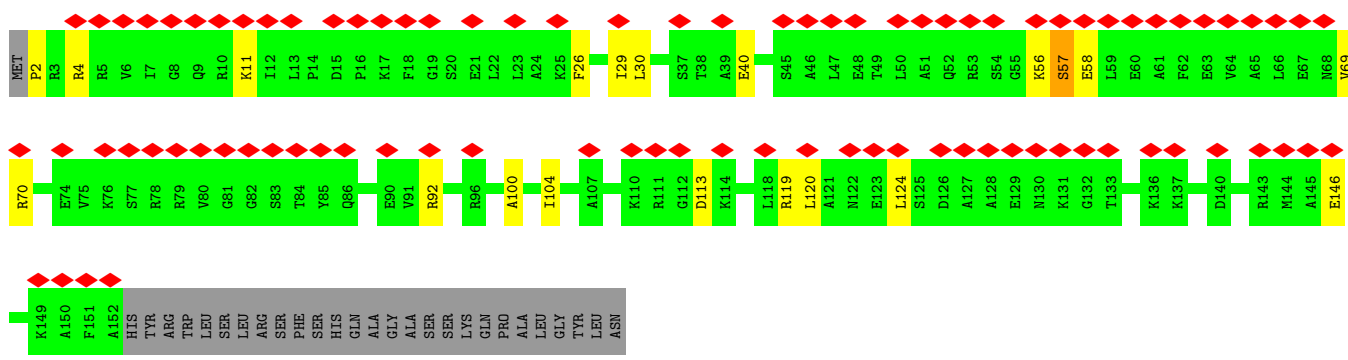 MET P2 R3 R4 R5 V6 I7 G8 Q9 R10 K11 I12 L13 P14 D15 P16 K17 F18 G19 S20 E21 L22 L23 A24 K25 F26 I29 L30 S37 T38 A39 E40 S45 A46 L47 E48 T49 L50 A51 Q52 R53 S54 G55 K56 S57 E58 L59 E60 A61 F62 E63 V64 A65 L66 E67 N68 V69
R70 E74 V75 K76 S77 R78 R79 V80 G81 G82 S83 T84 Y85 Q86 E90 V91 R92 R96 A100 I104 A107 K110 R111 G112 D113 K114 L118 R119 L120 A121 N122 E123 L124 S125 D126 A127 A128 E129 N130 K131 G132 T133 K136 K137 D140 R143 M144 A145 E146
K149 A150 F151 A152 HIS TYR ARG TRP LEU SER LEU ARG SER PHE SER HIS GLN ALA GLY ALA SER SER LYS GLN PRO ALA LEU GLY TYR LEU ASN